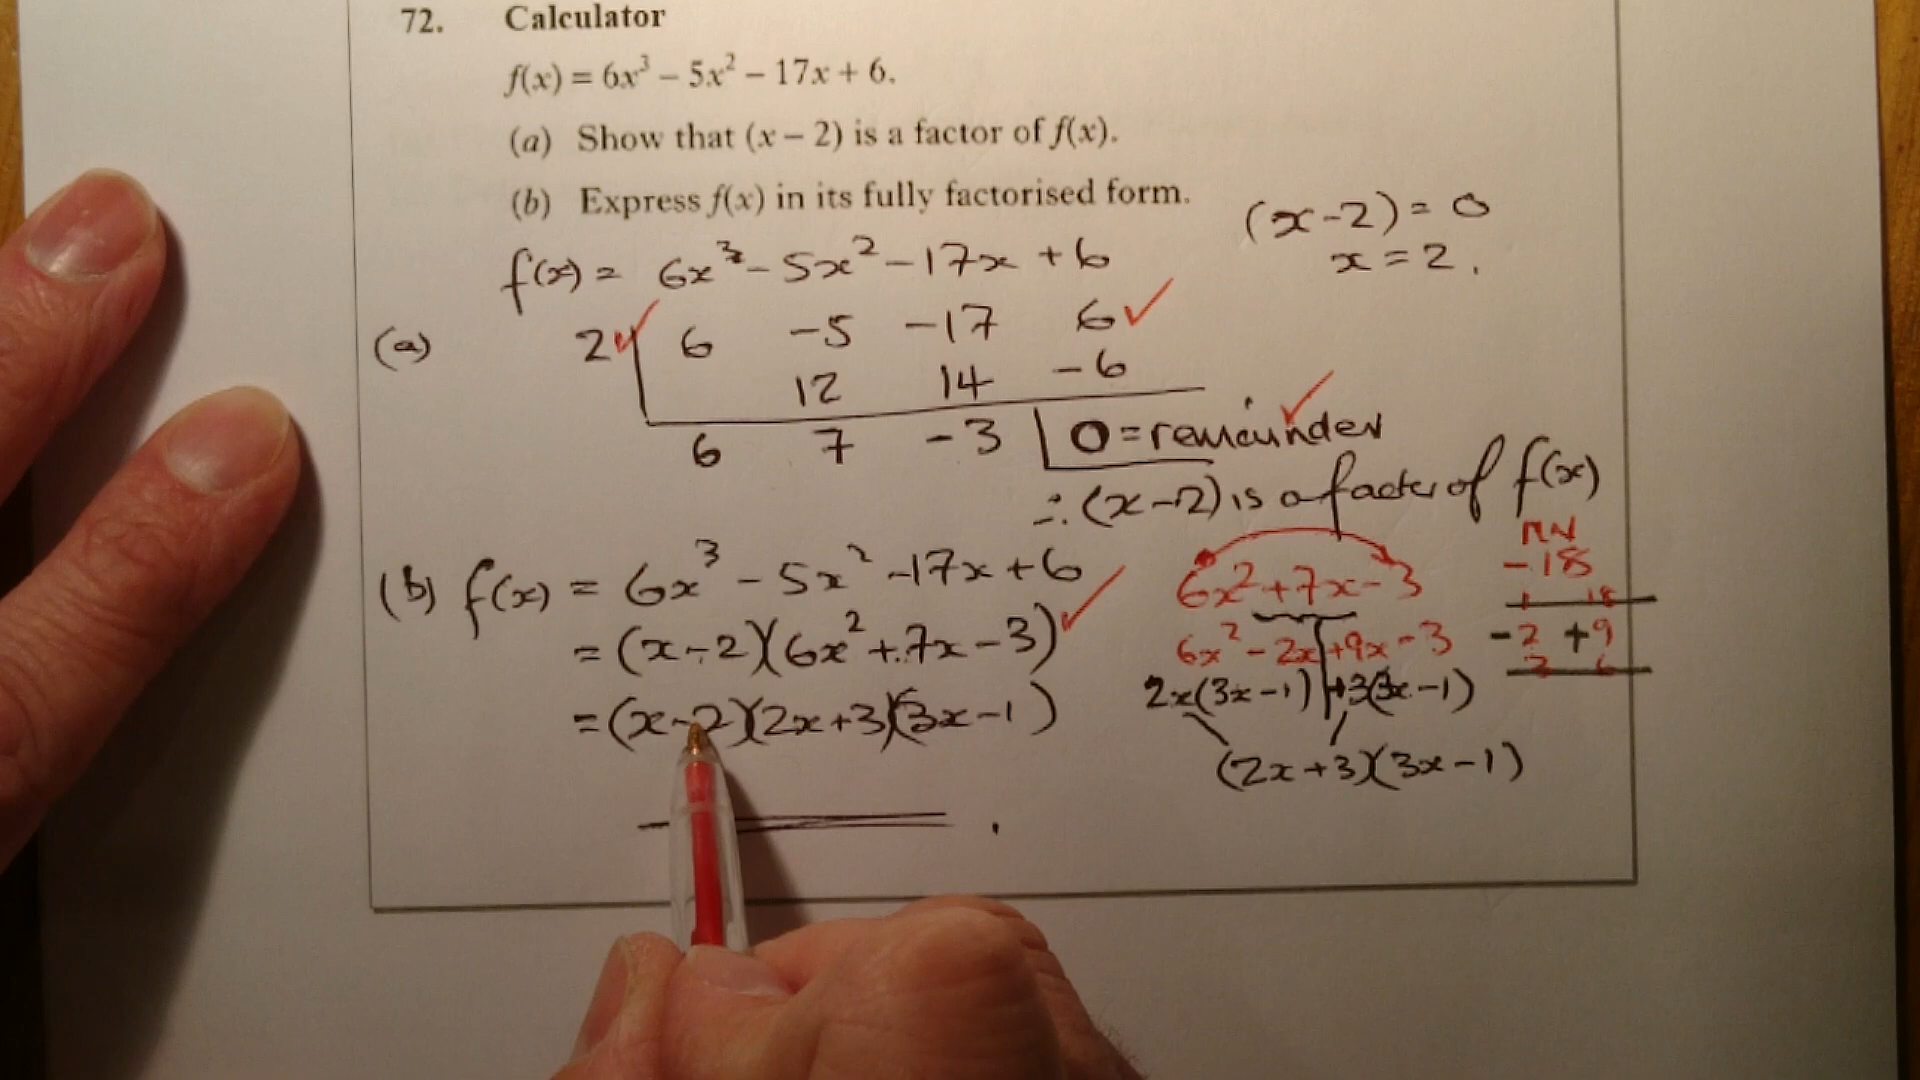 72. Calculator
f(x) = 6x³ – 5x² – 17x + 6.
(a) Show that (x – 2) is a factor of f(x).
(b) Express f(x) in its fully factorised form.
(x-2) = 0
x = 2.
f(x) = 6x³ - 5x² - 17x + 6
(a) 2 6 -5 -17 6
12 14 -6
6 7 -3 0 = remainder
∴ (x-2) is a factor of f(x)
(b) f(x) = 6x³ - 5x² - 17x + 6
= (x-2)(6x² + 7x - 3)
= (x-2)(2x+3)(3x-1)
6x² + 7x - 3
6x² - 2x + 9x - 3
2x(3x-1) + 3(3x-1)
(2x+3)(3x-1)
-18
1 18
-2 +9
6